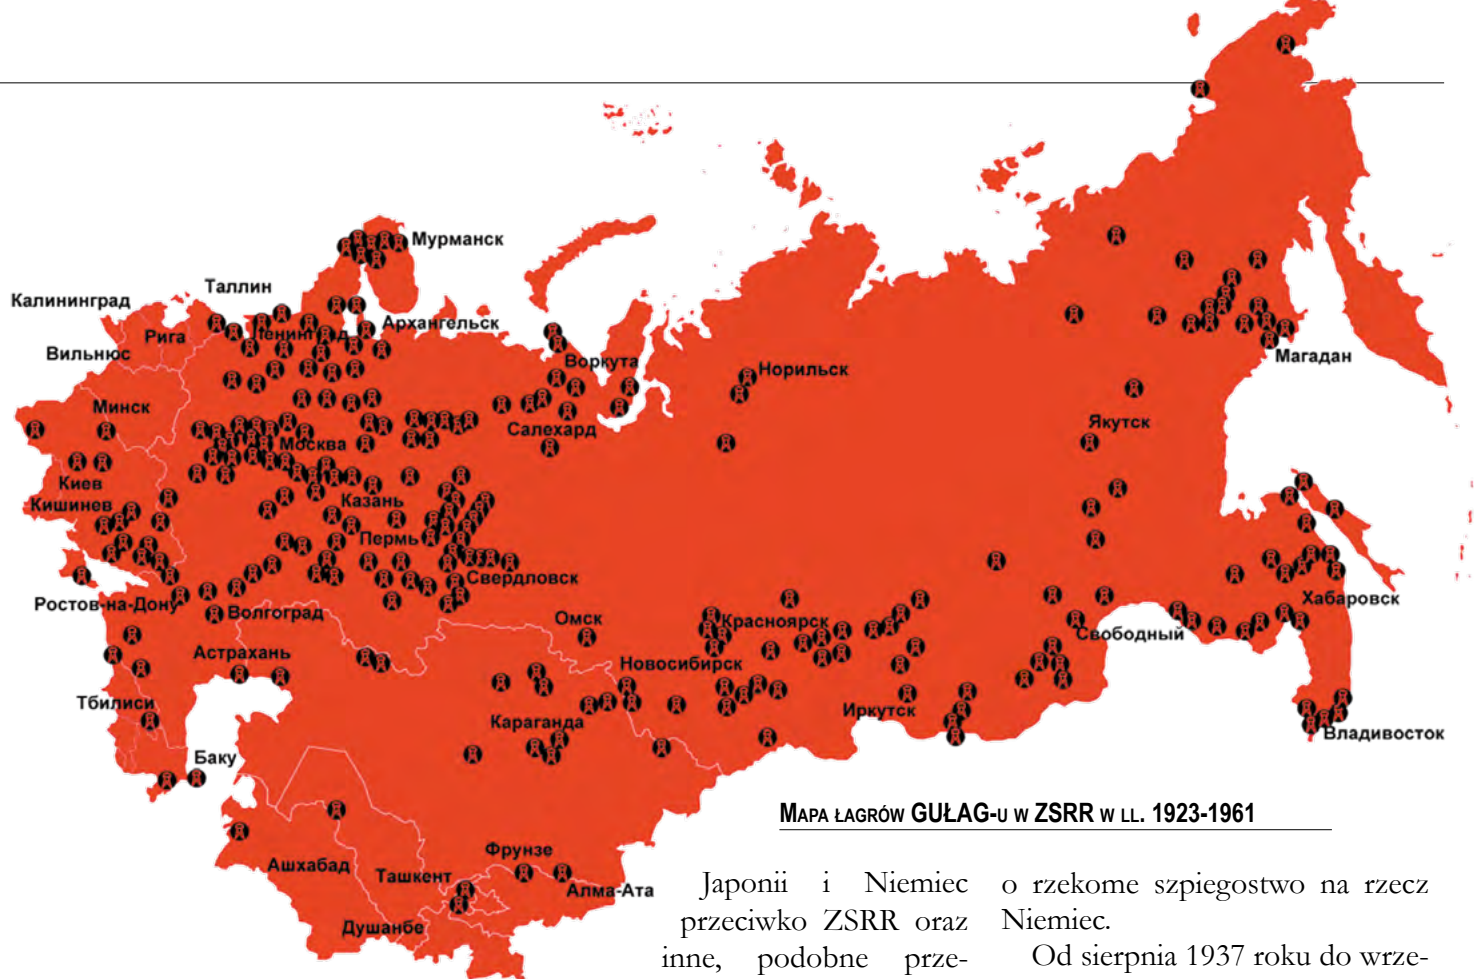 Мурманск
Таллин
Калининград
Архангельск
Ленинград
Рига
Вильнюс
Воркута
Норильск
Магадан
Минск
Якутск
Салехард
Москва
Киев
Казань
Кишинев
Пермь
Свердловск
Ростов-на-Дону
Волгоград
Омск
Красноярск
Хабаровск
Свободный
Астрахань
Новосибирск
Тбилиси
Иркутск
Караганда
Владивосток
Баку
MAPA ŁAGRÓW GUŁAG-U W ZSRR W LL. 1923-1961
Фрунзе
Ашхабад
Ташкент
Алма-Ата
Душанбе
Japonii i Niemiec
przeciwko ZSRR oraz
inne, podobne prze-
o rzekome szpiegostwo na rzecz
Niemiec.
Od sierpnia 1937 roku do wrze-